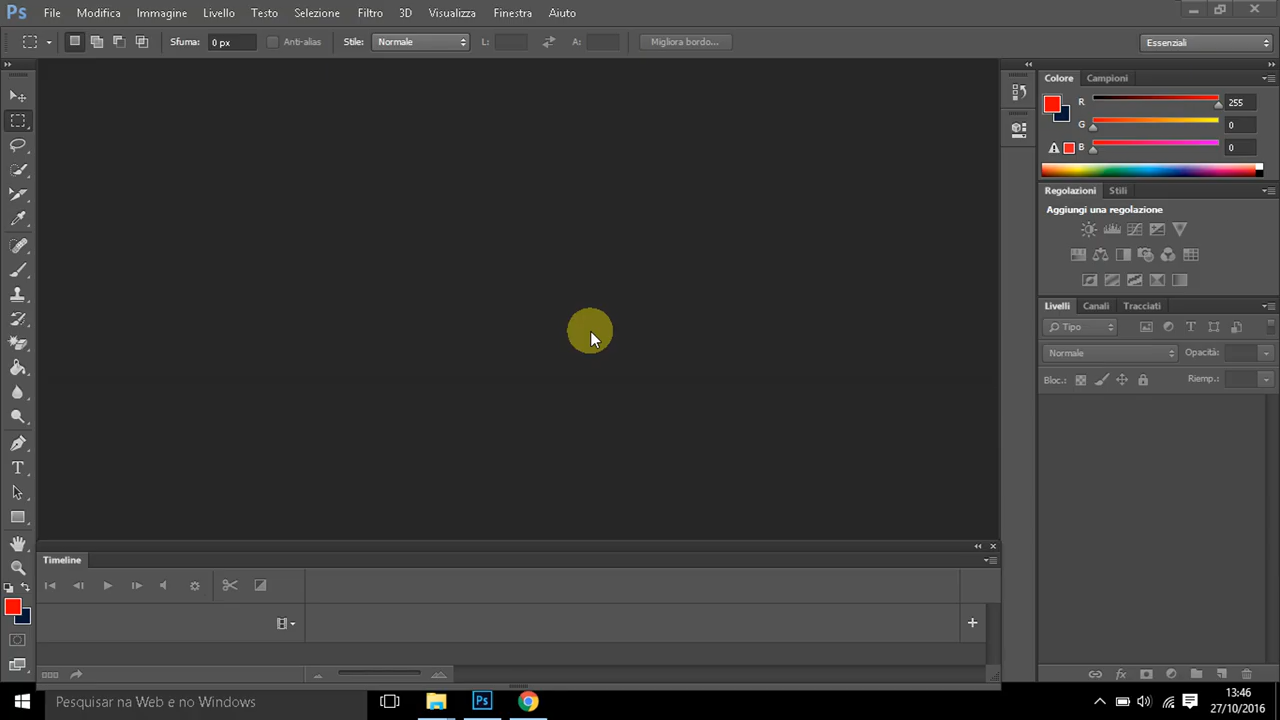 Ps File Modifica Immagine Livello Testo Selezione Filtro 3D Visualizza Finestra Aiuto
Sfuma: 0 px Anti-alias Stile: Normale L: A: Migliora bordo... Essenziali
Colore Campioni
R 255
G 0
B 0
Regolazioni Stili
Aggiungi una regolazione
Livelli Canali Tracciati
Tipo
Normale Opacità:
Bloc.: Riemp.:
Timeline
Pesquisar na Web e no Windows
Ps
13:46
27/10/2016